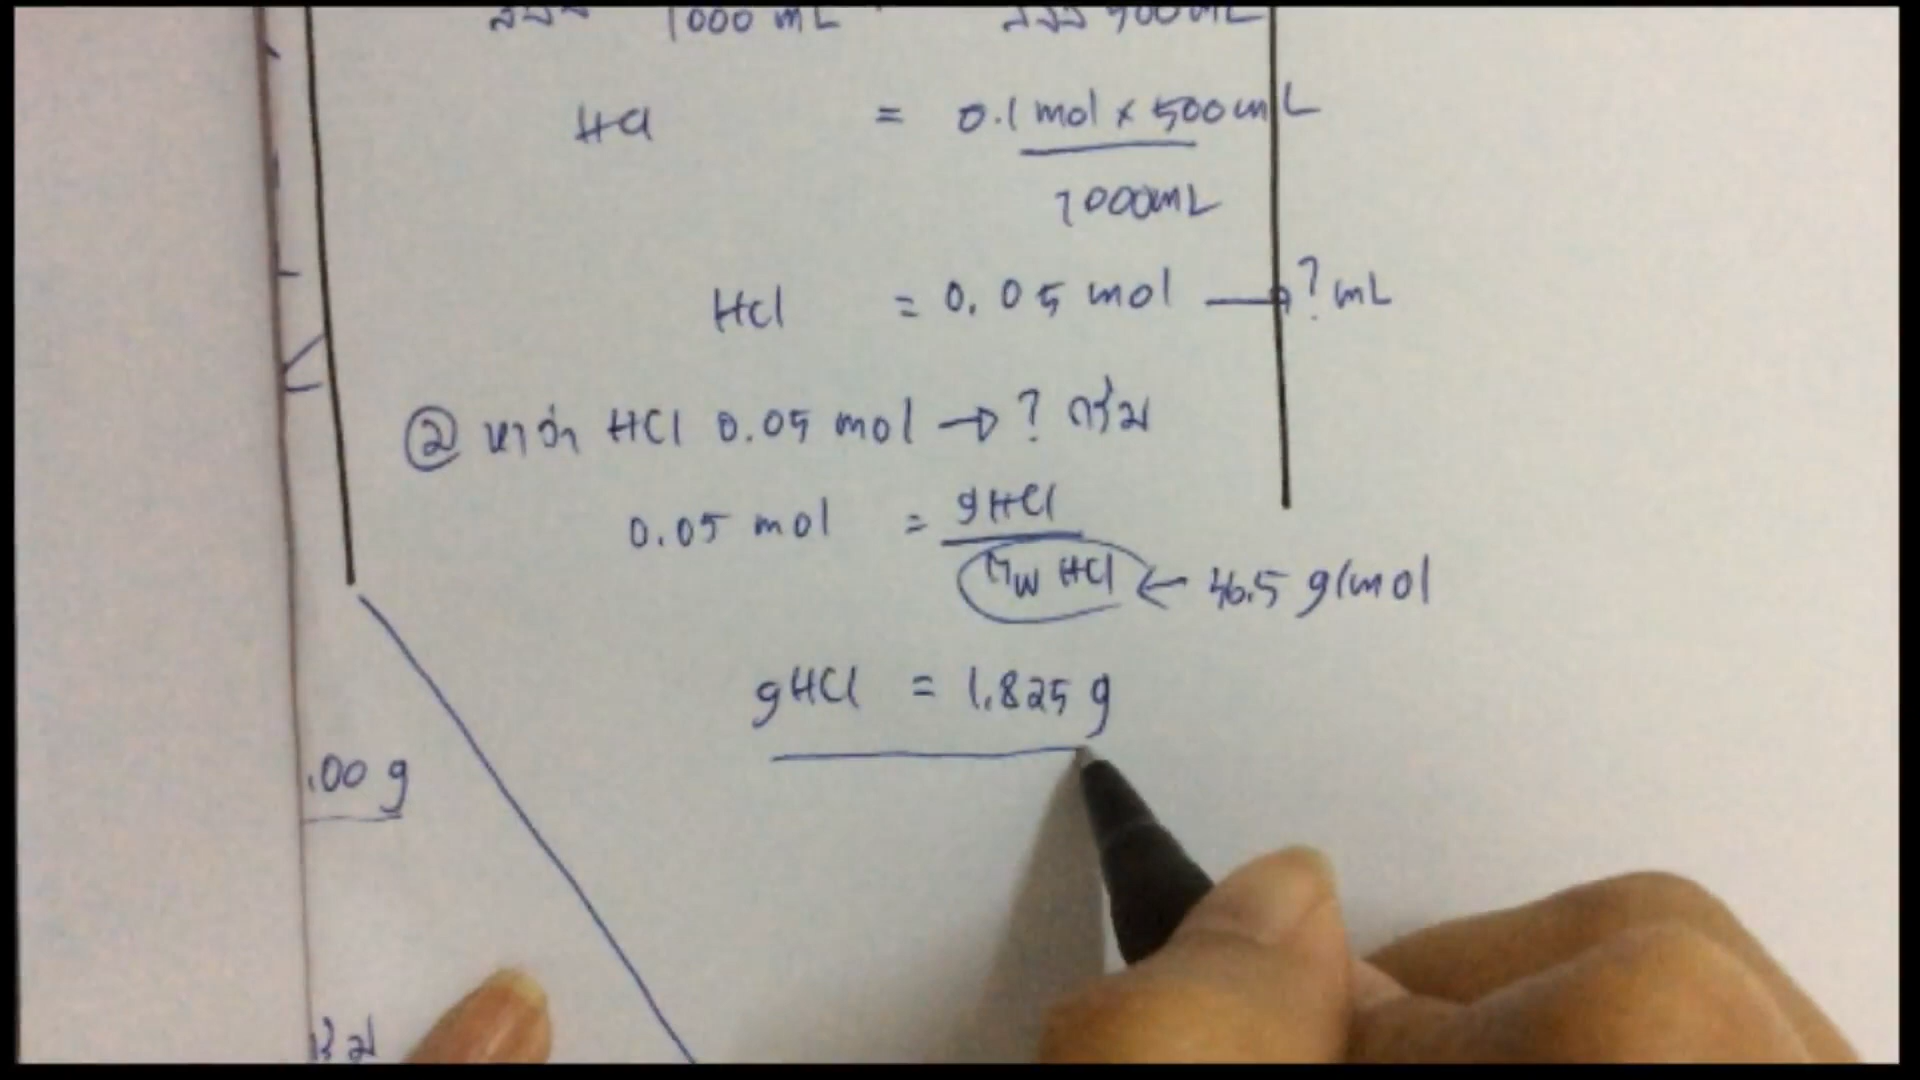 1000 mL 500 mL
HCl = 0.1 mol x 500 mL
1000 mL
HCl = 0.05 mol → ? mL
② หาว่า HCl 0.05 mol → ? กรัม
0.05 mol = gHCl
Mw HCl ← 36.5 g/mol
gHCl = 1.825 g
.00 g